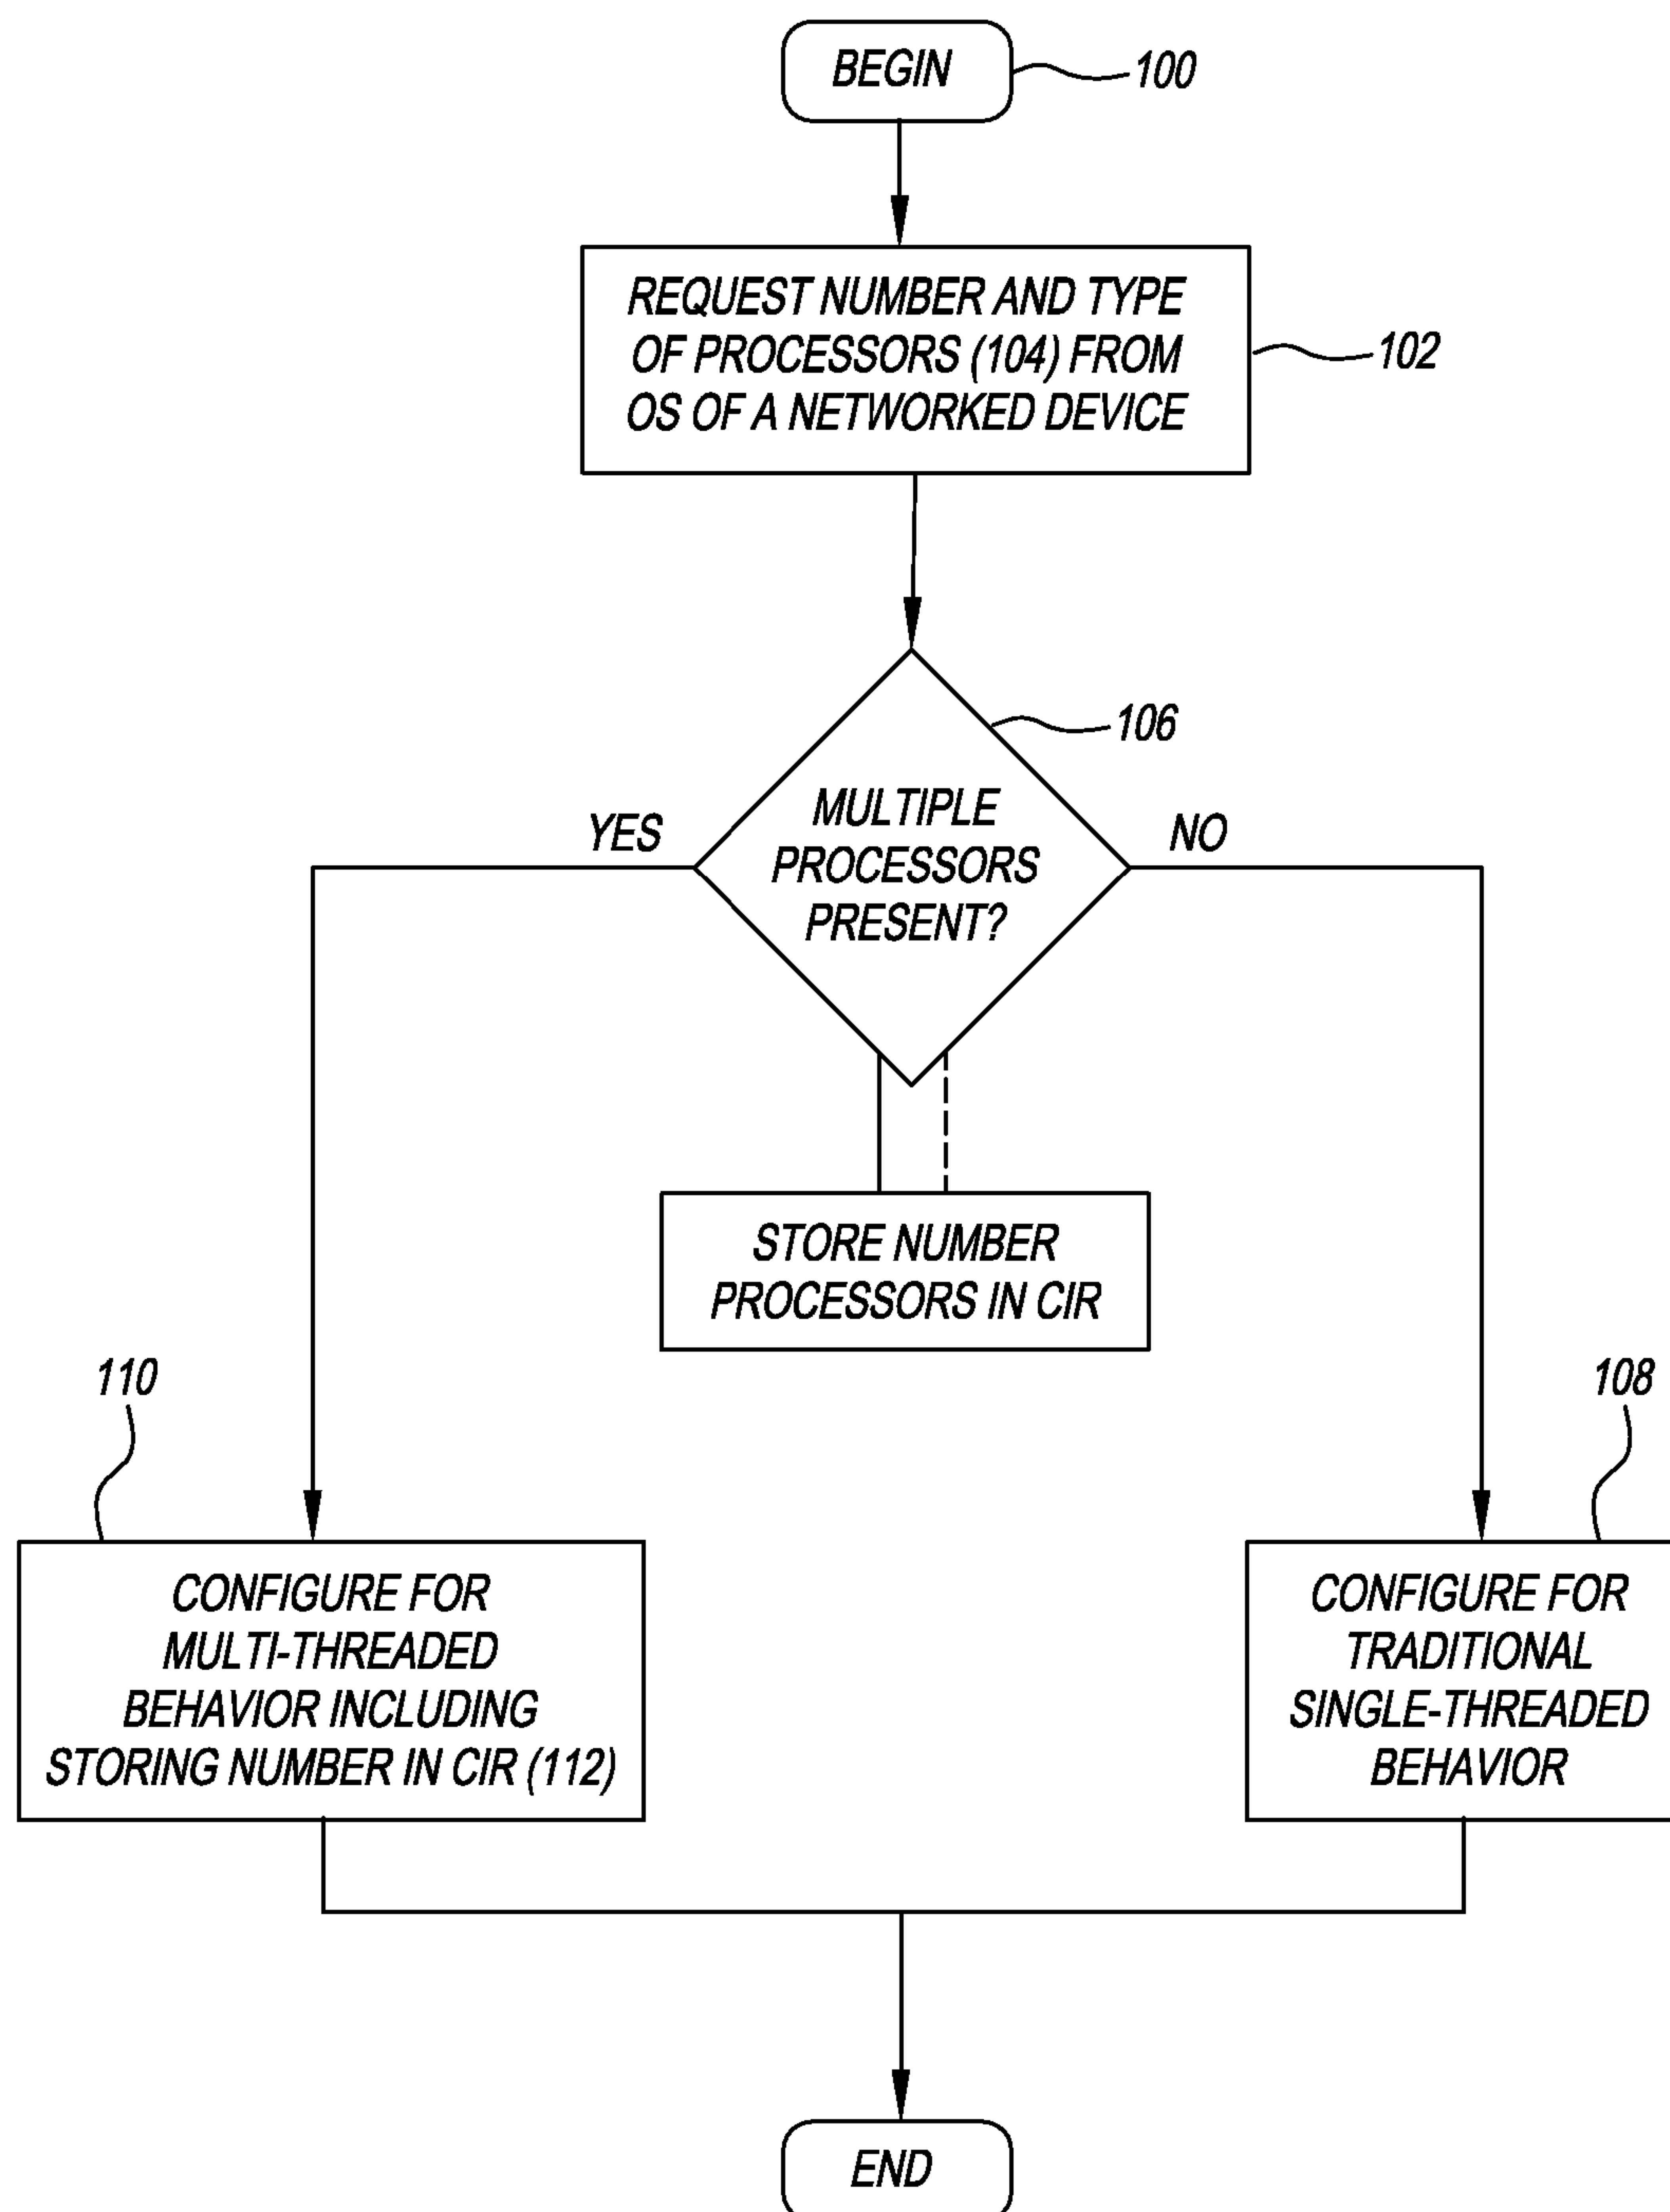 BEGIN
100
REQUEST NUMBER AND TYPE
OF PROCESSORS (104) FROM
OS OF A NETWORKED DEVICE
102
106
MULTIPLE
PROCESSORS
PRESENT?
YES
NO
STORE NUMBER
PROCESSORS IN CIR
110
CONFIGURE FOR
MULTI-THREADED
BEHAVIOR INCLUDING
STORING NUMBER IN CIR (112)
108
CONFIGURE FOR
TRADITIONAL
SINGLE-THREADED
BEHAVIOR
END